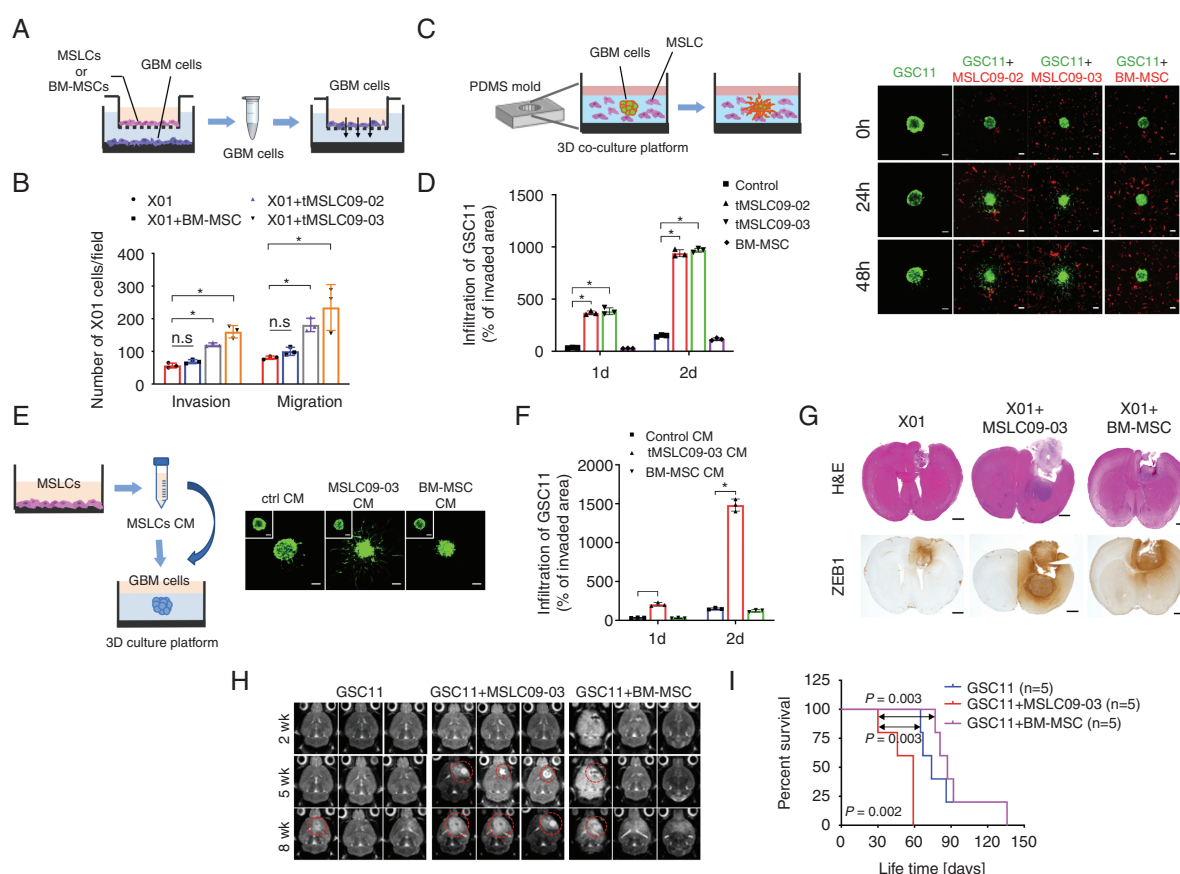 A
MSLCs
or
BM-MSCs
GBM cells
GBM cells
GBM cells
B
X01
X01+BM-MSC
X01+tMSLC09-02
X01+tMSLC09-03
Number of X01 cells/field
400
300
200
100
0
n.s
*
*
n.s
*
*
Invasion
Migration
C
PDMS mold
GBM cells
MSLC
3D co-culture platform
GSC11
GSC11+
MSLC09-02
GSC11+
MSLC09-03
GSC11+
BM-MSC
0h
24h
48h
D
Infiltration of GSC11
(% of invaded area)
1500
1000
500
0
*
*
*
*
1d
2d
Control
tMSLC09-02
tMSLC09-03
BM-MSC
E
MSLCs
MSLCs CM
GBM cells
3D culture platform
ctrl CM
MSLC09-03
CM
BM-MSC
CM
F
Control CM
tMSLC09-03 CM
BM-MSC CM
Infiltration of GSC11
(% of invaded area)
2000
1500
1000
500
0
*
1d
2d
G
X01
X01+
MSLC09-03
X01+
BM-MSC
H&E
ZEB1
H
GSC11
GSC11+MSLC09-03
GSC11+BM-MSC
2 wk
5 wk
8 wk
I
Percent survival
125
100
75
50
25
0
P = 0.003
P = 0.003
P = 0.002
GSC11 (n=5)
GSC11+MSLC09-03 (n=5)
GSC11+BM-MSC (n=5)
0
30
60
90
120
150
Life time [days]